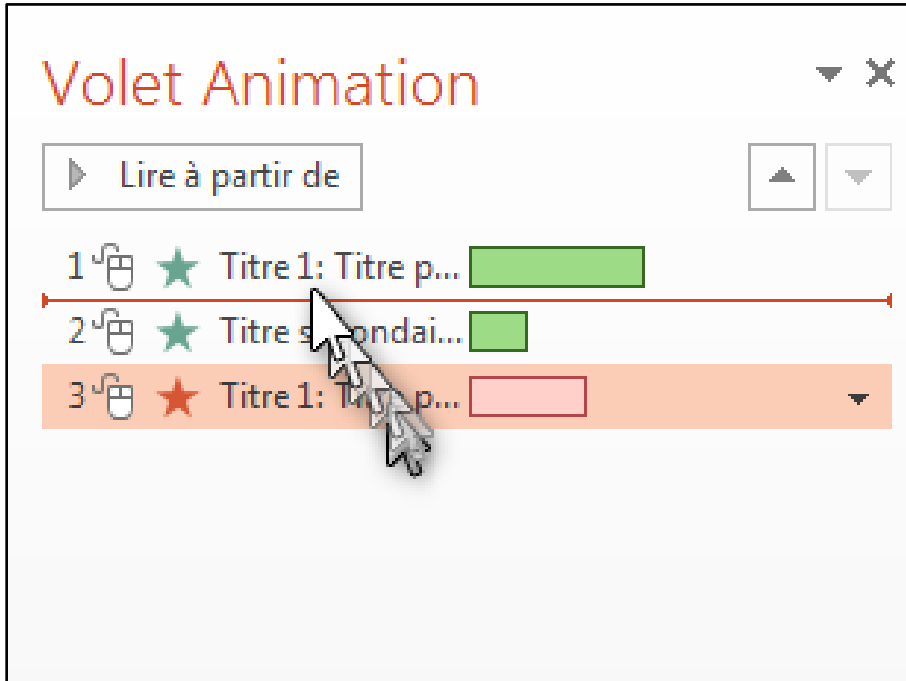 Volet Animation
Lire à partir de
1 Titre 1: Titre p...
2 Titre
3 Titre 1: p...